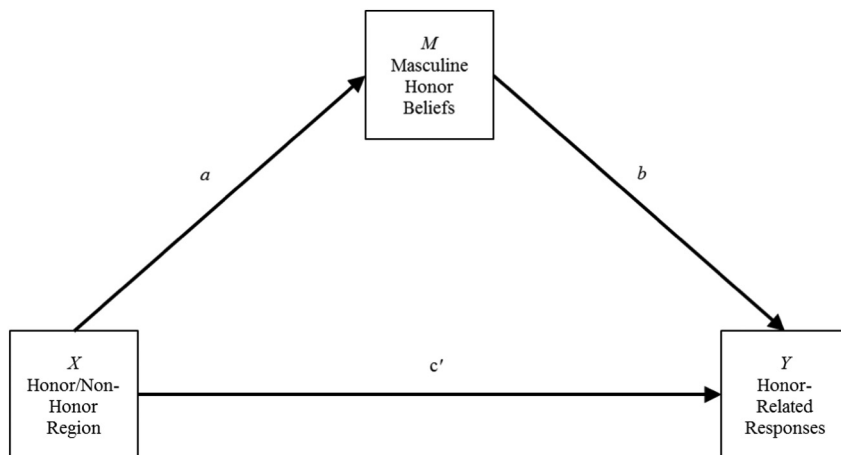 M
Masculine
Honor
Beliefs
a
b
X
Honor/Non-
Honor
Region
c′
Y
Honor-
Related
Responses